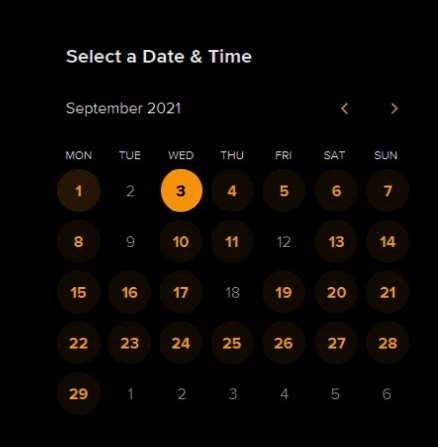 Select a Date & Time
September 2021
MON TUE WED THU FRI SAT SUN
1 2 3 4 5 6 7
8 9 10 11 12 13 14
15 16 17 18 19 20 21
22 23 24 25 26 27 28
29 1 2 3 4 5 6